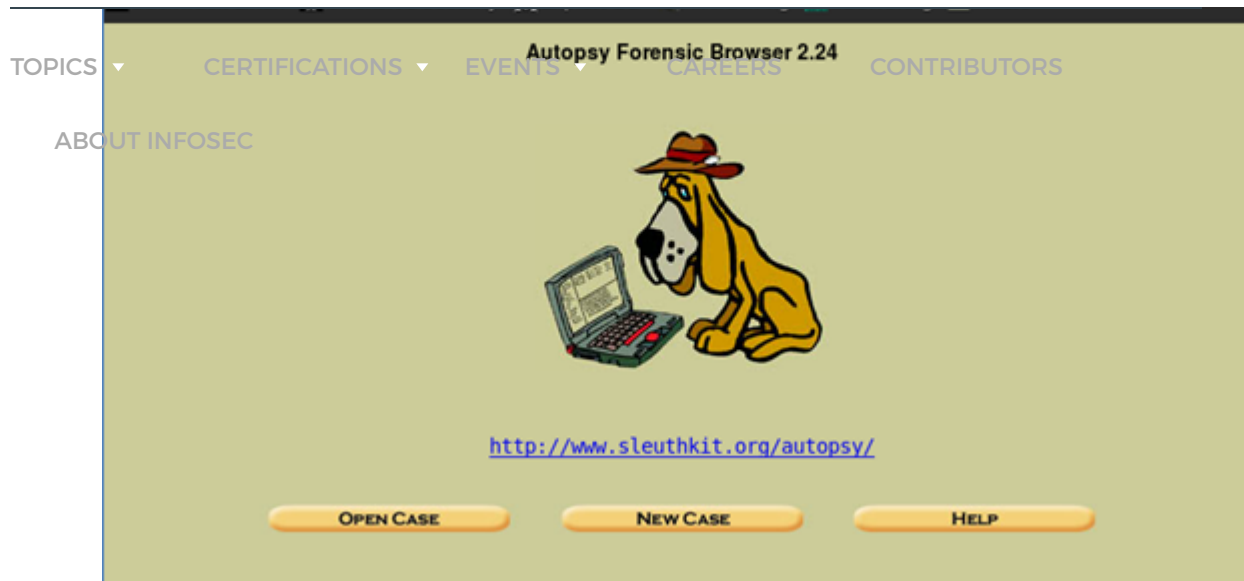 Autopsy Forensic Browser 2.24
TOPICS CERTIFICATIONS EVENTS CAREERS CONTRIBUTORS
ABOUT INFOSEC
http://www.sleuthkit.org/autopsy/
OPEN CASE NEW CASE HELP